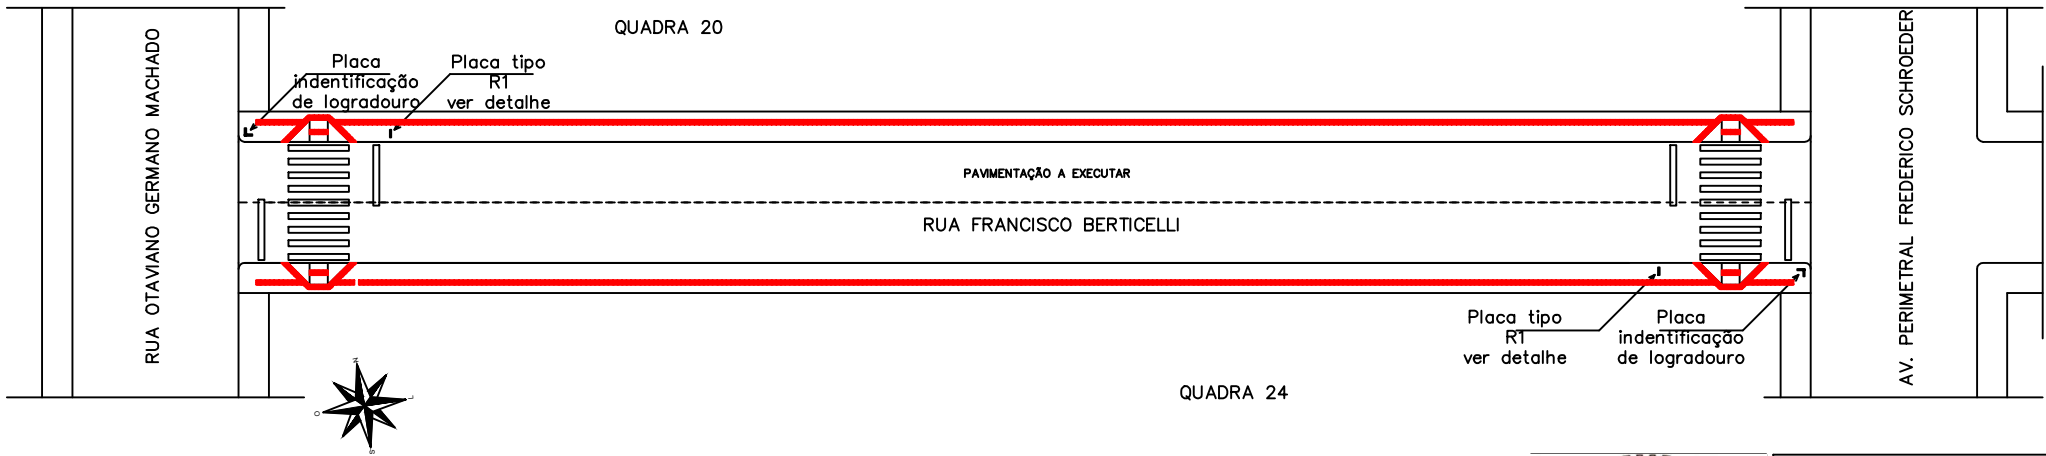 QUADRA 20
Placa
indentificação
de logradouro
Placa tipo
R1
ver detalhe
RUA OTAVIANO GERMANO MACHADO
AV. PERIMETRAL FREDERICO SCHROEDER
PAVIMENTAÇÃO A EXECUTAR
RUA FRANCISCO BERTICELLI
Placa tipo
R1
ver detalhe
Placa
indentificação
de logradouro
QUADRA 24
N
L
O
S